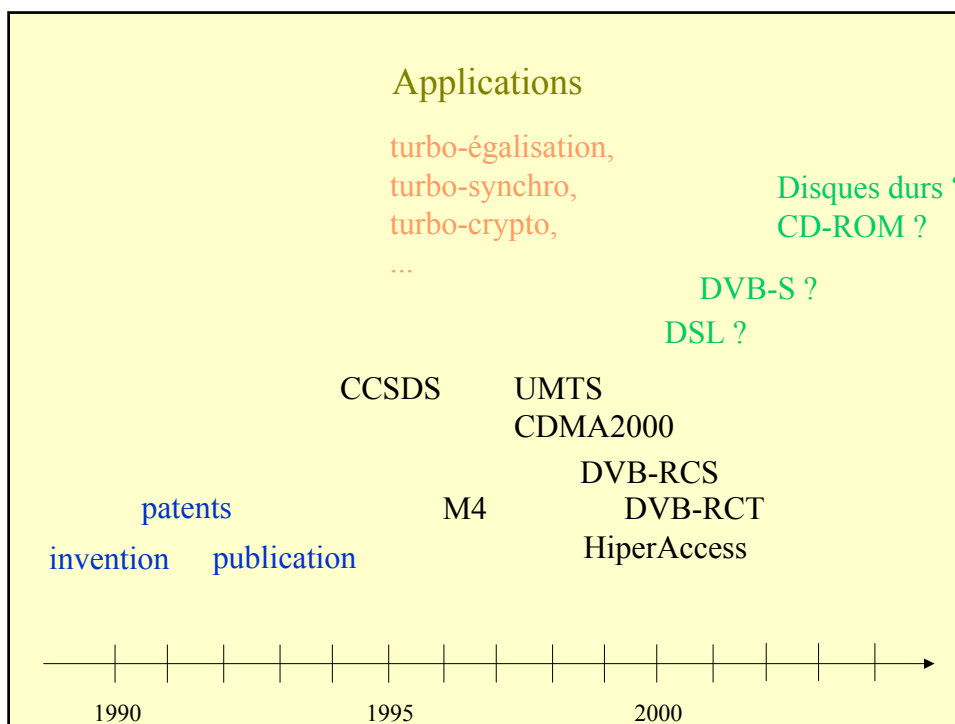 Applications
turbo-égalisation,
turbo-synchro,
turbo-crypto,
...
Disques durs ?
CD-ROM ?
DVB-S ?
DSL ?
CCSDS
UMTS
CDMA2000
DVB-RCS
patents
M4
DVB-RCT
invention
publication
HiperAccess
1990
1995
2000